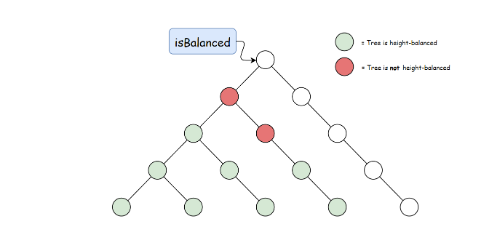 isBalanced
= Tree is height-balanced
= Tree is not height-balanced